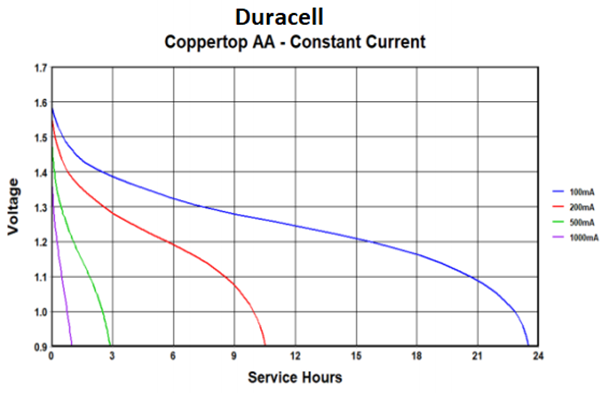 Duracell
Coppertop AA - Constant Current
1.7
1.6
1.5
1.4
1.3
1.2
1.1
1.0
0.9
Voltage
0 3 6 9 12 15 18 21 24
Service Hours
100mA
200mA
500mA
1000mA